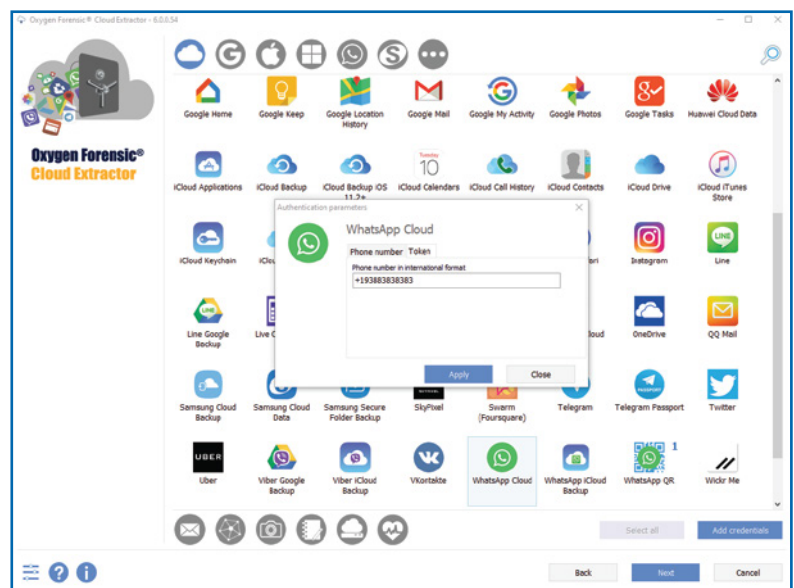 Oxygen Forensic® Cloud Extractor - 6.0.0.54
Oxygen Forensic®
Cloud Extractor
Google Home
Google Keep
Google Location
History
Google Mail
Google My Activity
Google Photos
Google Tasks
Huawei Cloud Data
iCloud Applications
iCloud Backup
iCloud Backup iOS
11.2+
Tuesday
10
iCloud Calendars
iCloud Call History
iCloud Contacts
iCloud Drive
iCloud iTunes
Store
Authentication parameters
WhatsApp Cloud
Phone number
Token
Phone number in international format
+193883838383
Apply
Close
iCloud Keychain
Instagram
LINE
Line
Line Google
Backup
OneDrive
QQ Mail
Samsung Cloud
Backup
Samsung Cloud
Data
Samsung Secure
Folder Backup
SkyPixel
Swarm
(Foursquare)
Telegram
PASSPORT
Telegram Passport
Twitter
UBER
Uber
Viber Google
Backup
Viber iCloud
Backup
VKontakte
WhatsApp Cloud
WhatsApp iCloud
Backup
1
WhatsApp QR
Wickr Me
Select all
Add credentials
Back
Next
Cancel